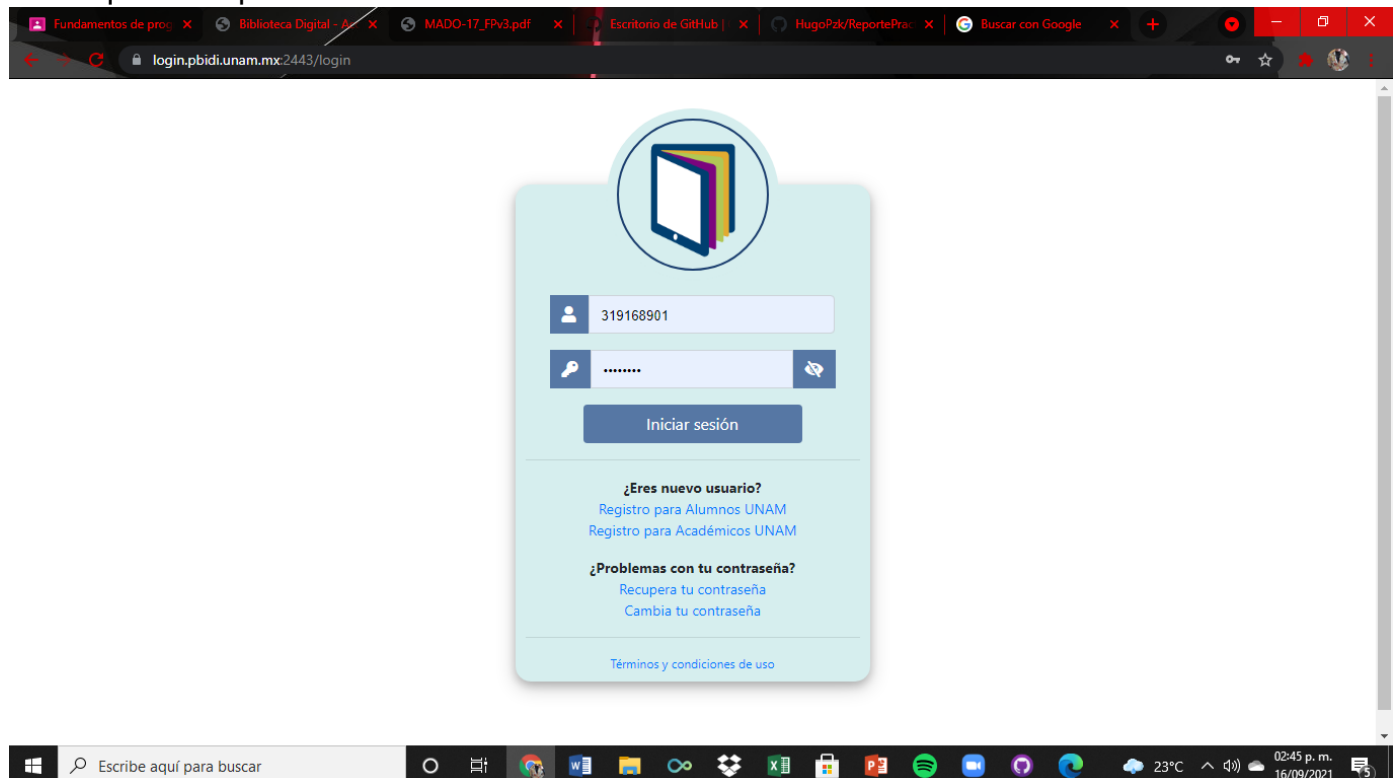 Fundamentos de prog
Biblioteca Digital - A
MADO-17_FPv3.pdf
Escritorio de GitHub |
HugoPzk/ReportePrac
Buscar con Google
login.pbidi.unam.mx:2443/login
319168901
••••••••
Iniciar sesión
¿Eres nuevo usuario?
Registro para Alumnos UNAM
Registro para Académicos UNAM
¿Problemas con tu contraseña?
Recupera tu contraseña
Cambia tu contraseña
Términos y condiciones de uso
Escribe aquí para buscar
23°C
02:45 p. m.
16/09/2021
5